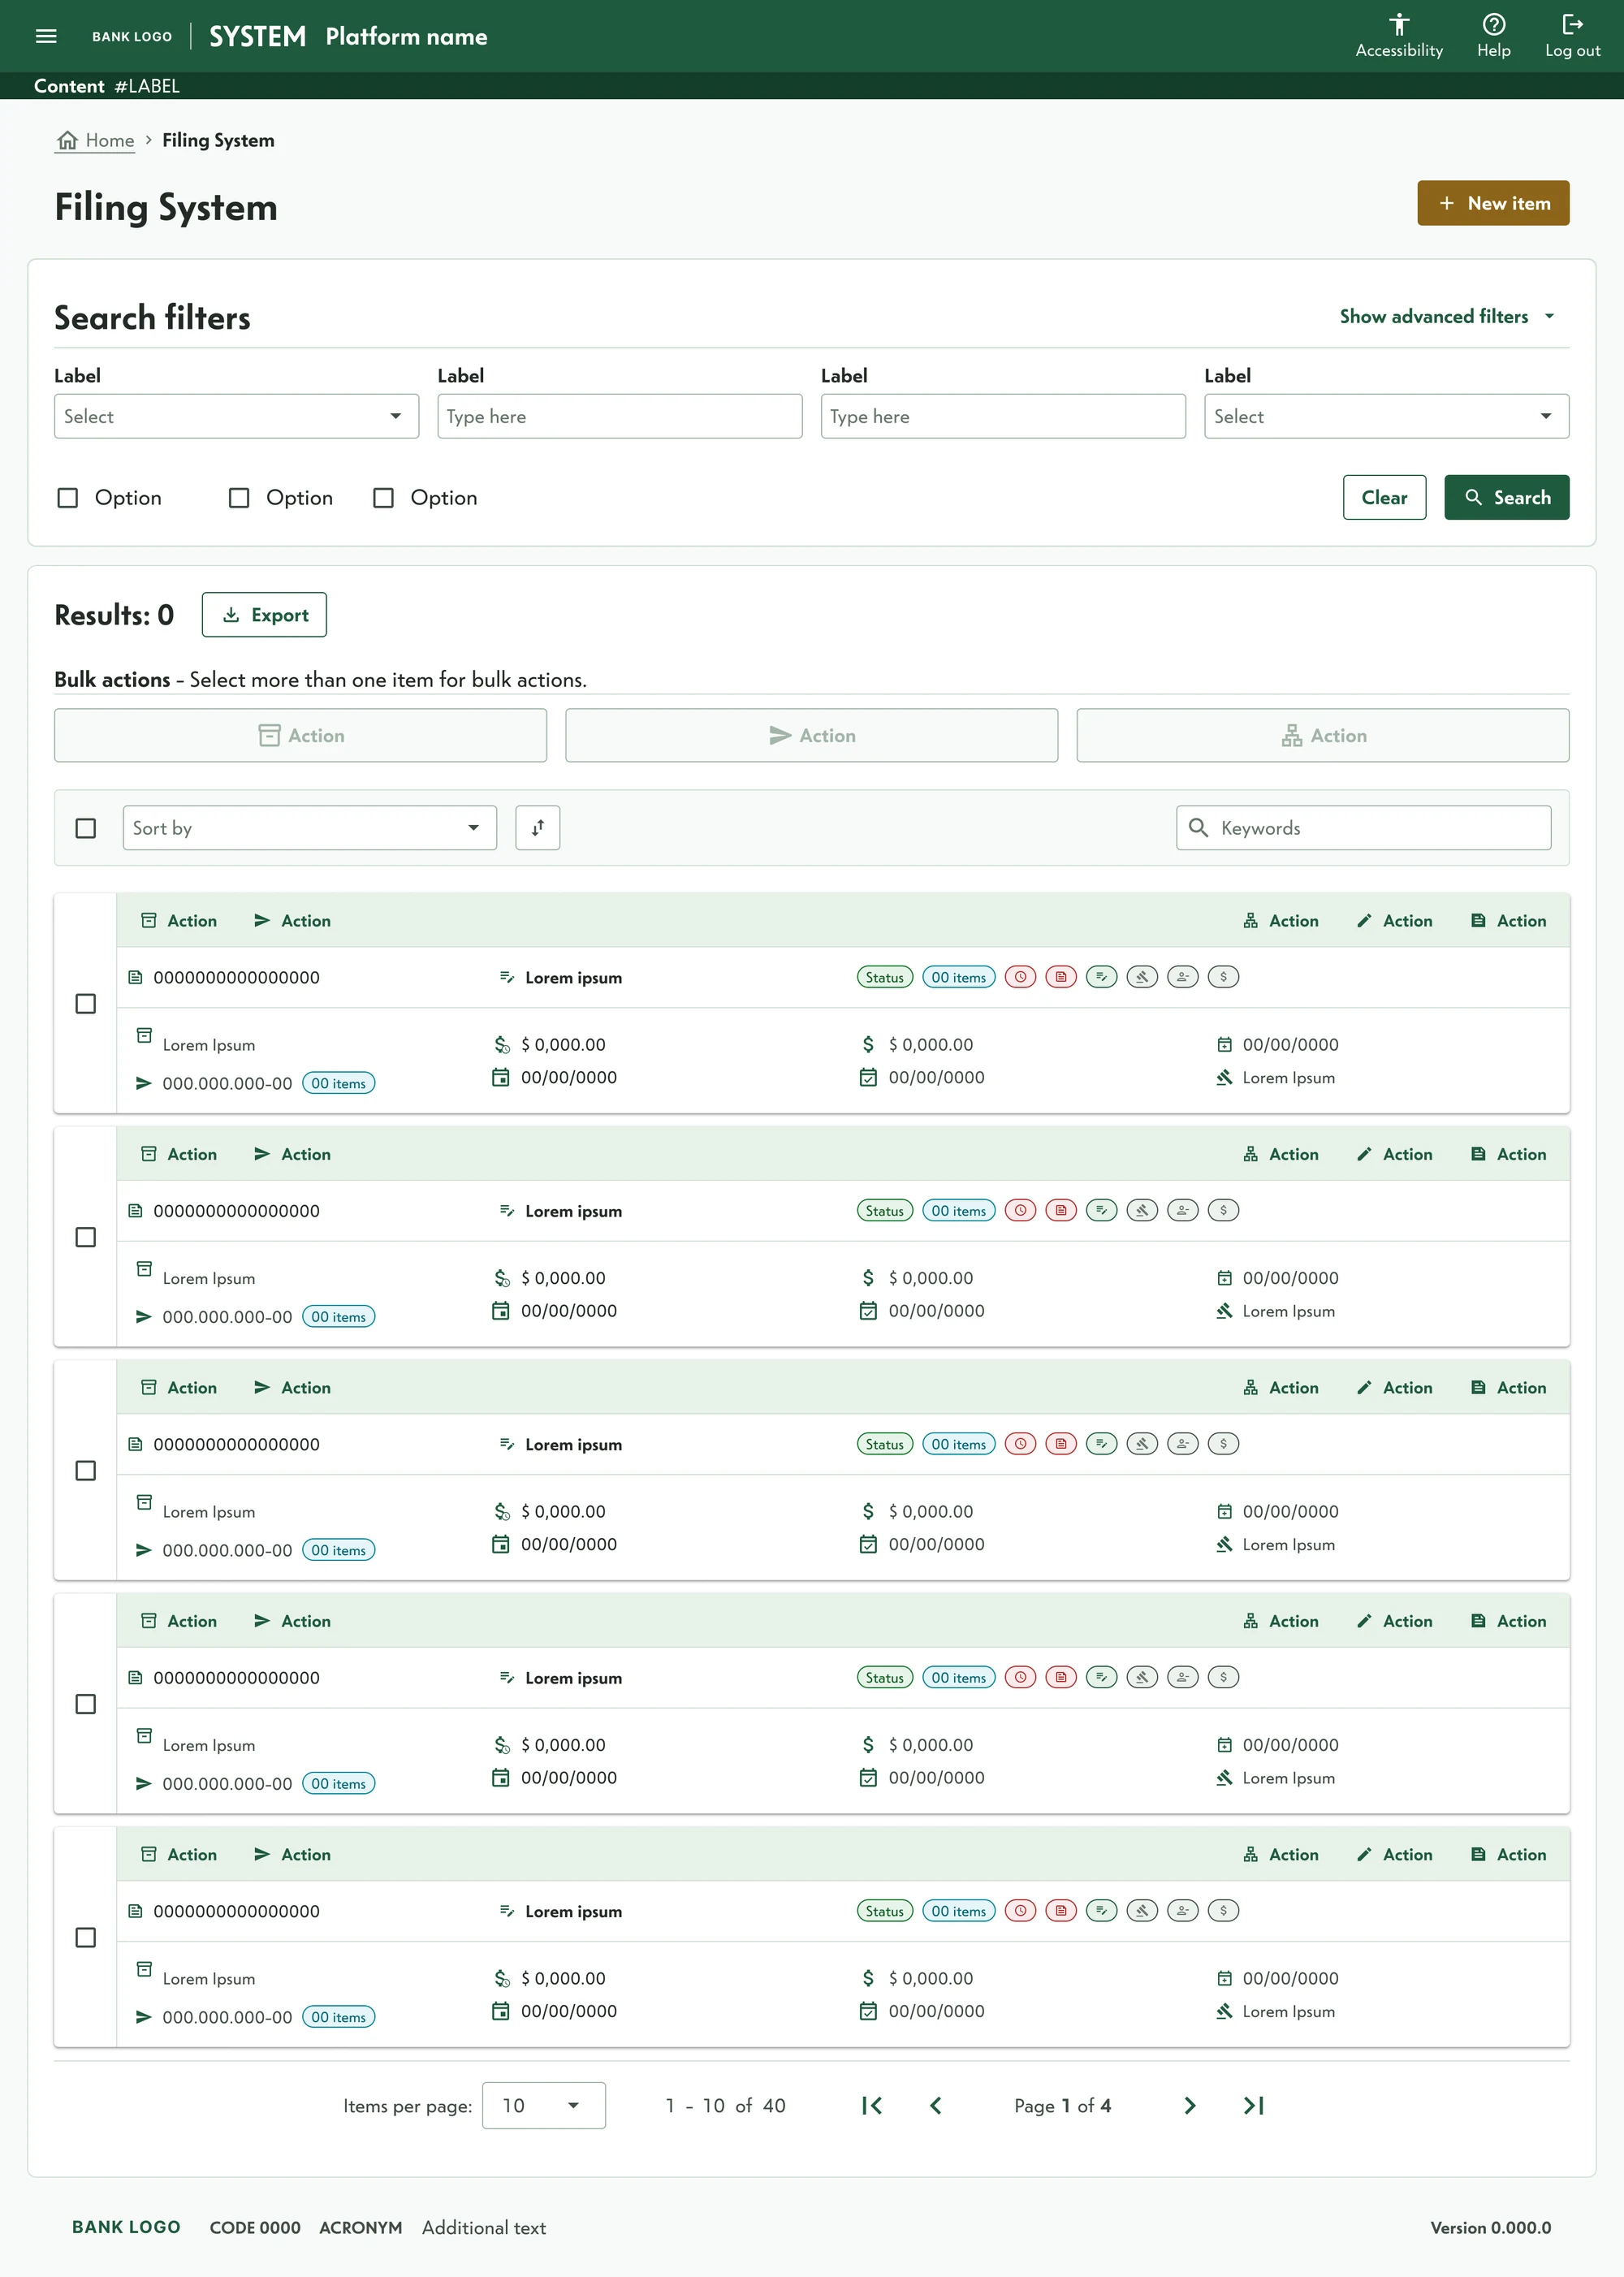 BANK LOGO SYSTEM Platform name Accessibility Help Log out
Content #LABEL
Home › Filing System
Filing System + New item
Search filters Show advanced filters
Label Label Label Label
Select Type here Type here Select
Option Option Option Clear Search
Results: 0 Export
Bulk actions - Select more than one item for bulk actions.
Action Action Action
Sort by Keywords
Action Action Action Action Action
0000000000000000 Lorem ipsum Status 00 items
Lorem Ipsum $ 0,000.00 $ 0,000.00 00/00/0000
000.000.000-00 00 items 00/00/0000 00/00/0000 Lorem Ipsum
Action Action Action Action Action
0000000000000000 Lorem ipsum Status 00 items
Lorem Ipsum $ 0,000.00 $ 0,000.00 00/00/0000
000.000.000-00 00 items 00/00/0000 00/00/0000 Lorem Ipsum
Action Action Action Action Action
0000000000000000 Lorem ipsum Status 00 items
Lorem Ipsum $ 0,000.00 $ 0,000.00 00/00/0000
000.000.000-00 00 items 00/00/0000 00/00/0000 Lorem Ipsum
Action Action Action Action Action
0000000000000000 Lorem ipsum Status 00 items
Lorem Ipsum $ 0,000.00 $ 0,000.00 00/00/0000
000.000.000-00 00 items 00/00/0000 00/00/0000 Lorem Ipsum
Action Action Action Action Action
0000000000000000 Lorem ipsum Status 00 items
Lorem Ipsum $ 0,000.00 $ 0,000.00 00/00/0000
000.000.000-00 00 items 00/00/0000 00/00/0000 Lorem Ipsum
Items per page: 10 1 - 10 of 40 Page 1 of 4
BANK LOGO CODE 0000 ACRONYM Additional text Version 0.000.0